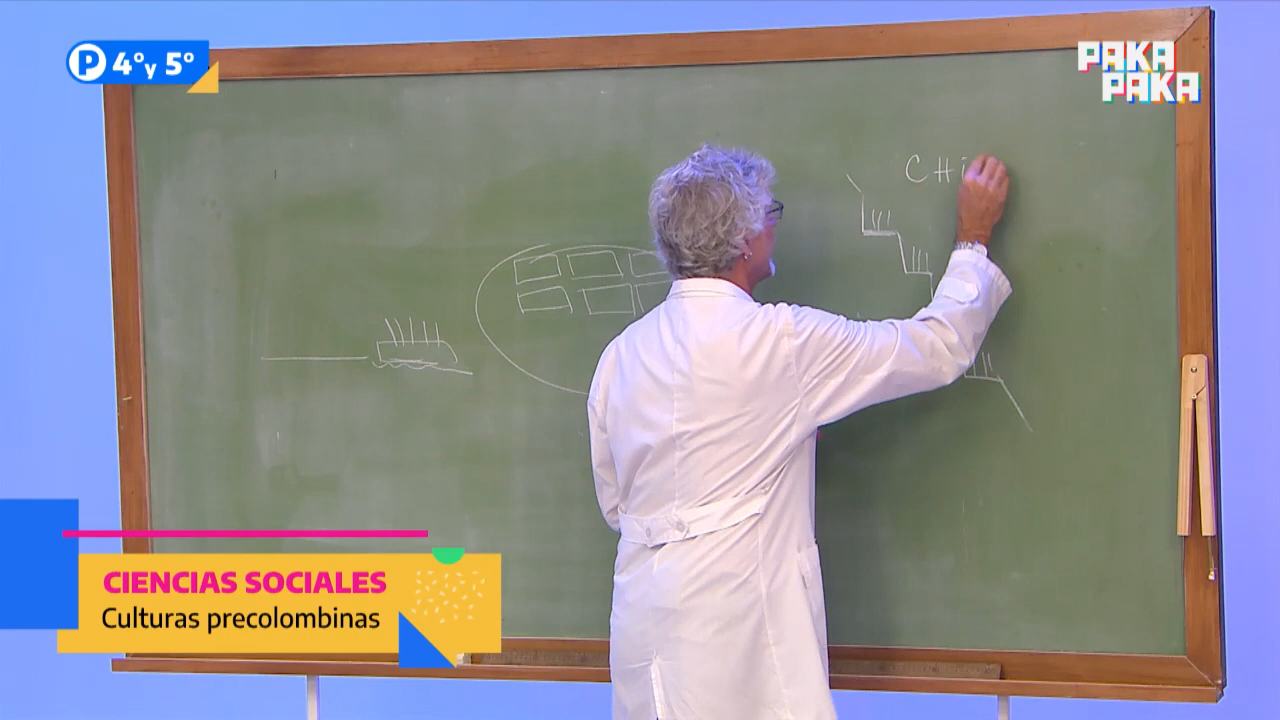 P 4° y 5°
PAKA
PAKA
CHI
CIENCIAS SOCIALES
Culturas precolombinas